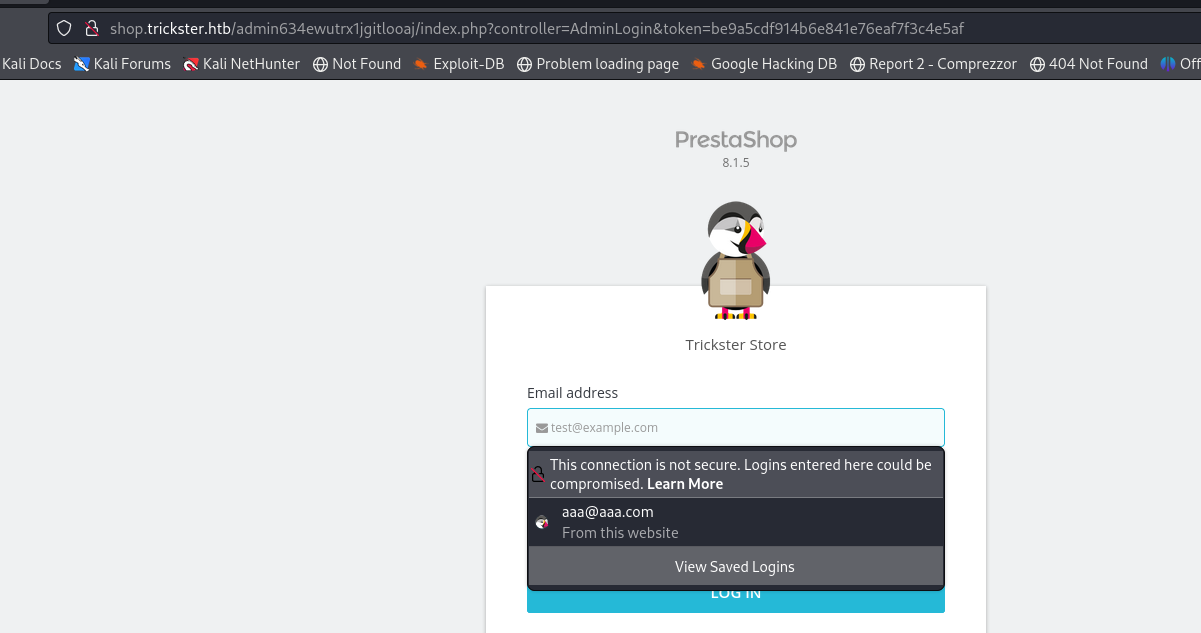 shop.trickster.htb/admin634ewutrx1jgitlooaj/index.php?controller=AdminLogin&token=be9a5cdf914b6e841e76eaf7f3c4e5af
Kali Docs Kali Forums Kali NetHunter Not Found Exploit-DB Problem loading page Google Hacking DB Report 2 - Comprezzor 404 Not Found Off
PrestaShop
8.1.5
Trickster Store
Email address
test@example.com
This connection is not secure. Logins entered here could be
compromised. Learn More
aaa@aaa.com
From this website
View Saved Logins
LOG IN